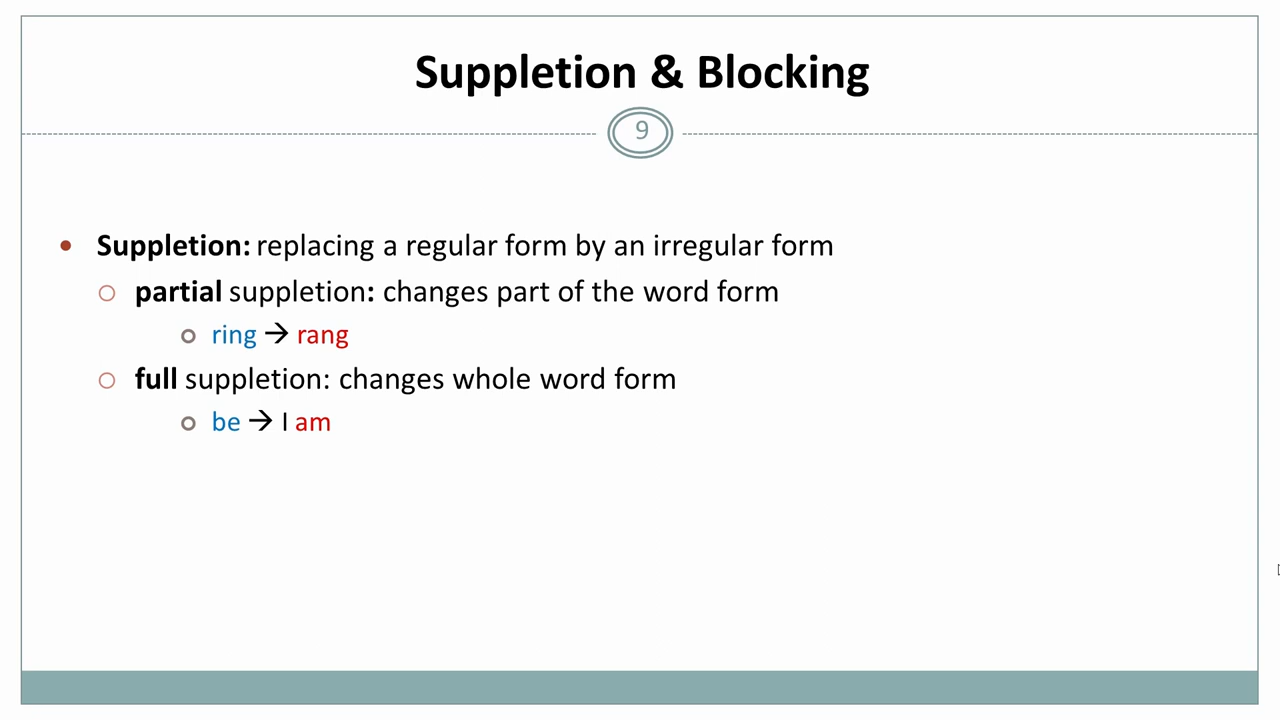 Suppletion & Blocking
9
• Suppletion: replacing a regular form by an irregular form
○ partial suppletion: changes part of the word form
○ ring → rang
○ full suppletion: changes whole word form
○ be → I am